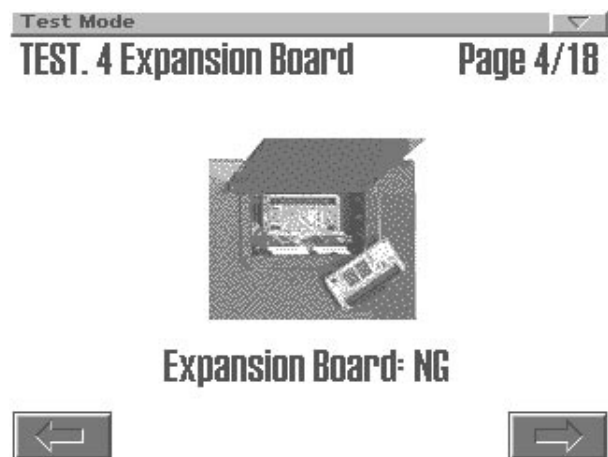 Test Mode
TEST. 4 Expansion Board Page 4/18
Expansion Board: NG